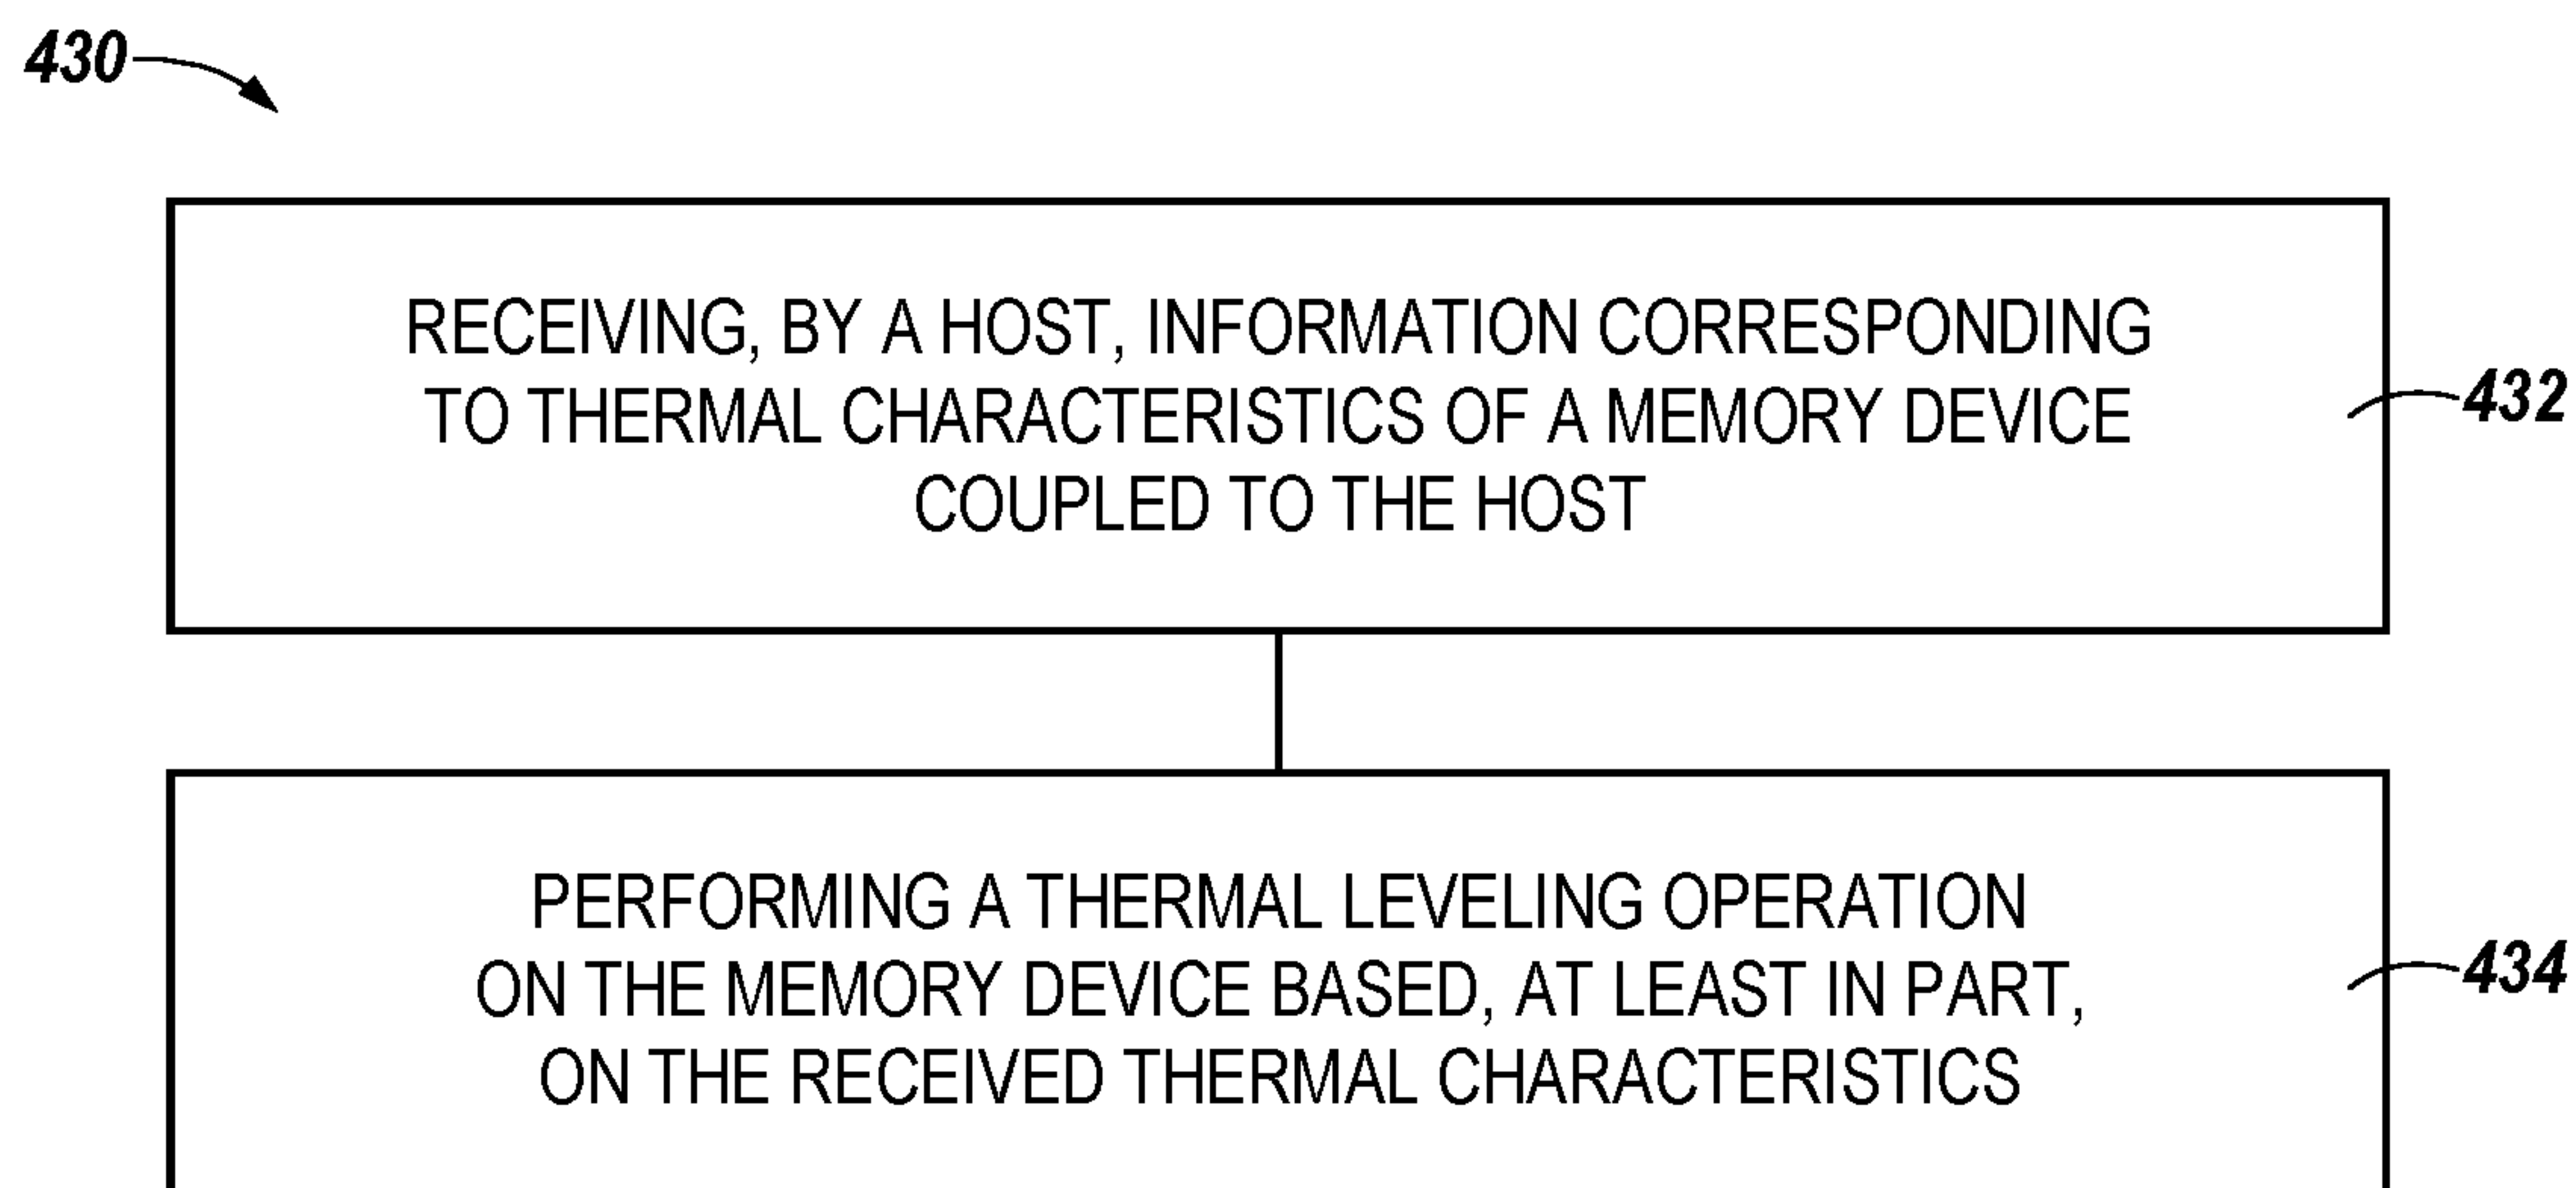 430
RECEIVING, BY A HOST, INFORMATION CORRESPONDING
TO THERMAL CHARACTERISTICS OF A MEMORY DEVICE
COUPLED TO THE HOST
432
PERFORMING A THERMAL LEVELING OPERATION
ON THE MEMORY DEVICE BASED, AT LEAST IN PART,
ON THE RECEIVED THERMAL CHARACTERISTICS
434